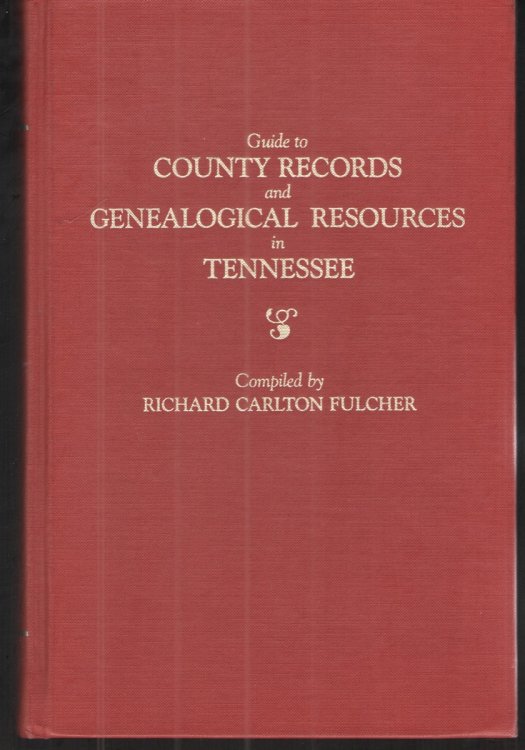 Guide to
COUNTY RECORDS
and
GENEALOGICAL RESOURCES
in
TENNESSEE
Compiled by
RICHARD CARLTON FULCHER